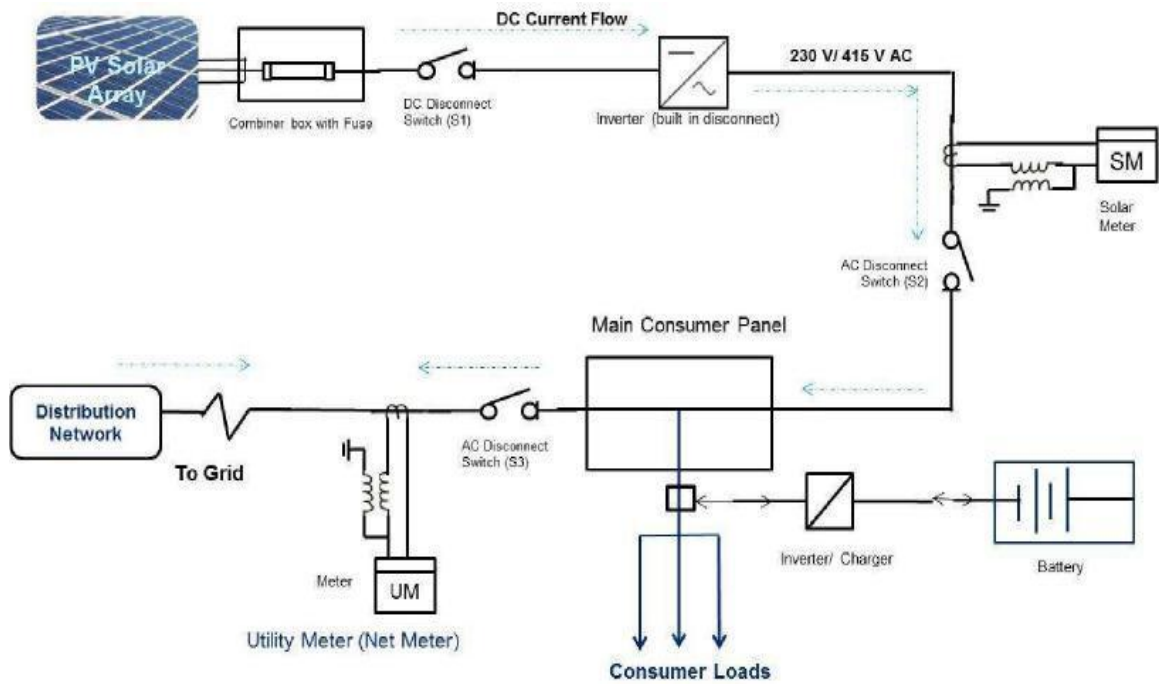 DC Current Flow
PV Solar
Array
Combiner box with Fuse
DC Disconnect
Switch (S1)
Inverter (built in disconnect)
230 V/ 415 V AC
SM
Solar
Meter
AC Disconnect
Switch (S2)
Main Consumer Panel
Distribution
Network
To Grid
AC Disconnect
Switch (S3)
Meter
UM
Utility Meter (Net Meter)
Inverter/ Charger
Battery
Consumer Loads